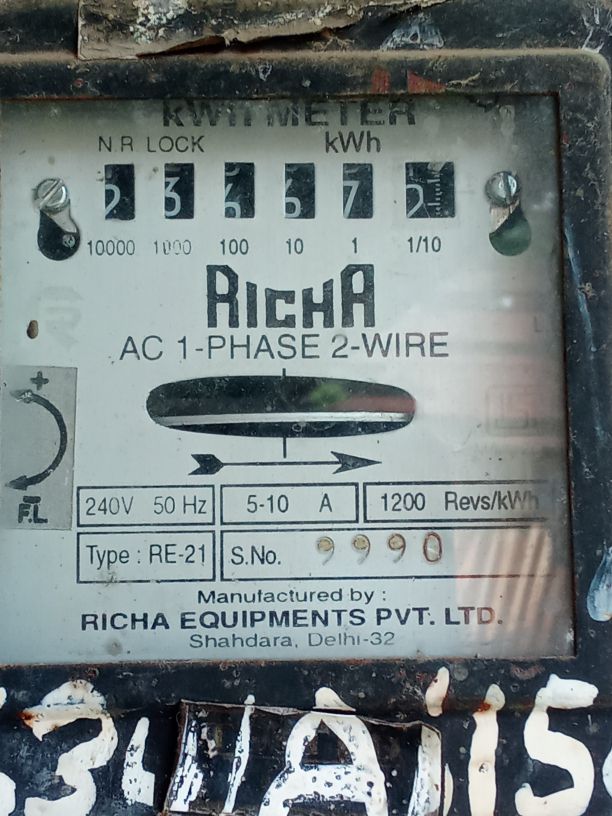 kWh METER
N.R LOCK kWh
2 3 6 6 7 2
10000 1000 100 10 1 1/10
RICHA
AC 1-PHASE 2-WIRE
+
-
F.L
240V 50 Hz 5-10 A 1200 Revs/kWh
Type : RE-21 S.No. 9990
Manufactured by :
RICHA EQUIPMENTS PVT. LTD.
Shahdara, Delhi-32